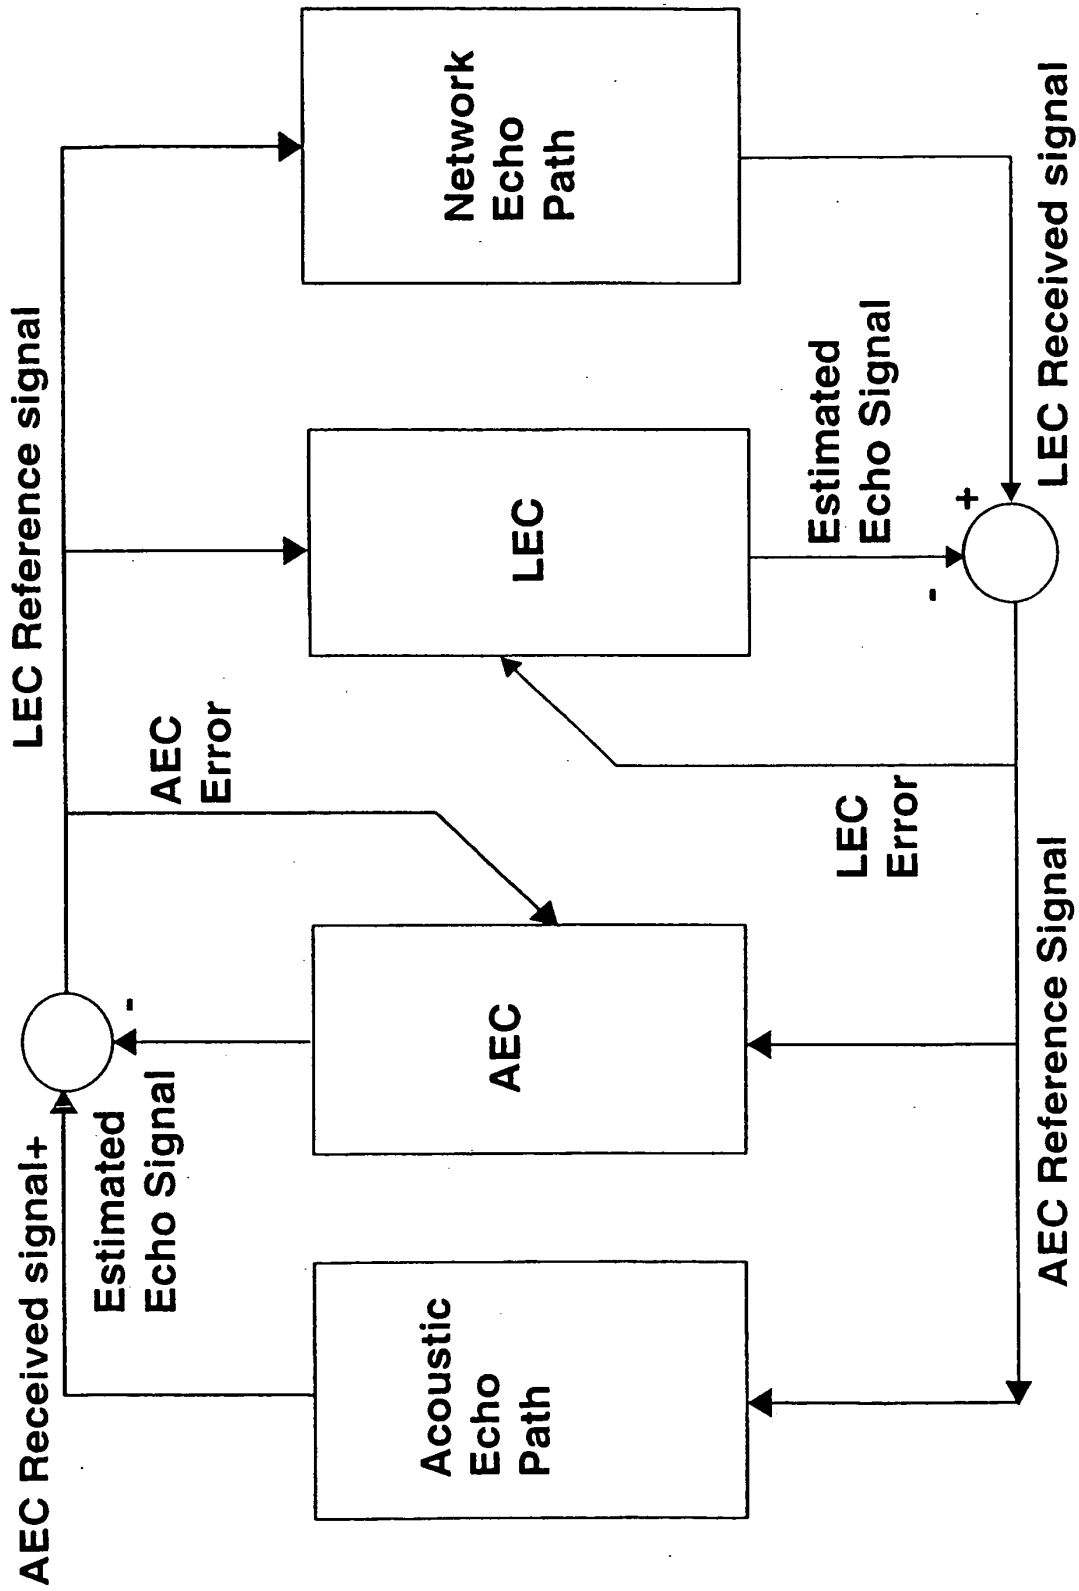 AEC Received signal+
LEC Reference signal
Estimated
Echo Signal
-
AEC
Error
Acoustic
Echo
Path
AEC
LEC
Network
Echo
Path
LEC
Error
Estimated
Echo Signal
-
+
AEC Reference Signal
LEC Received signal